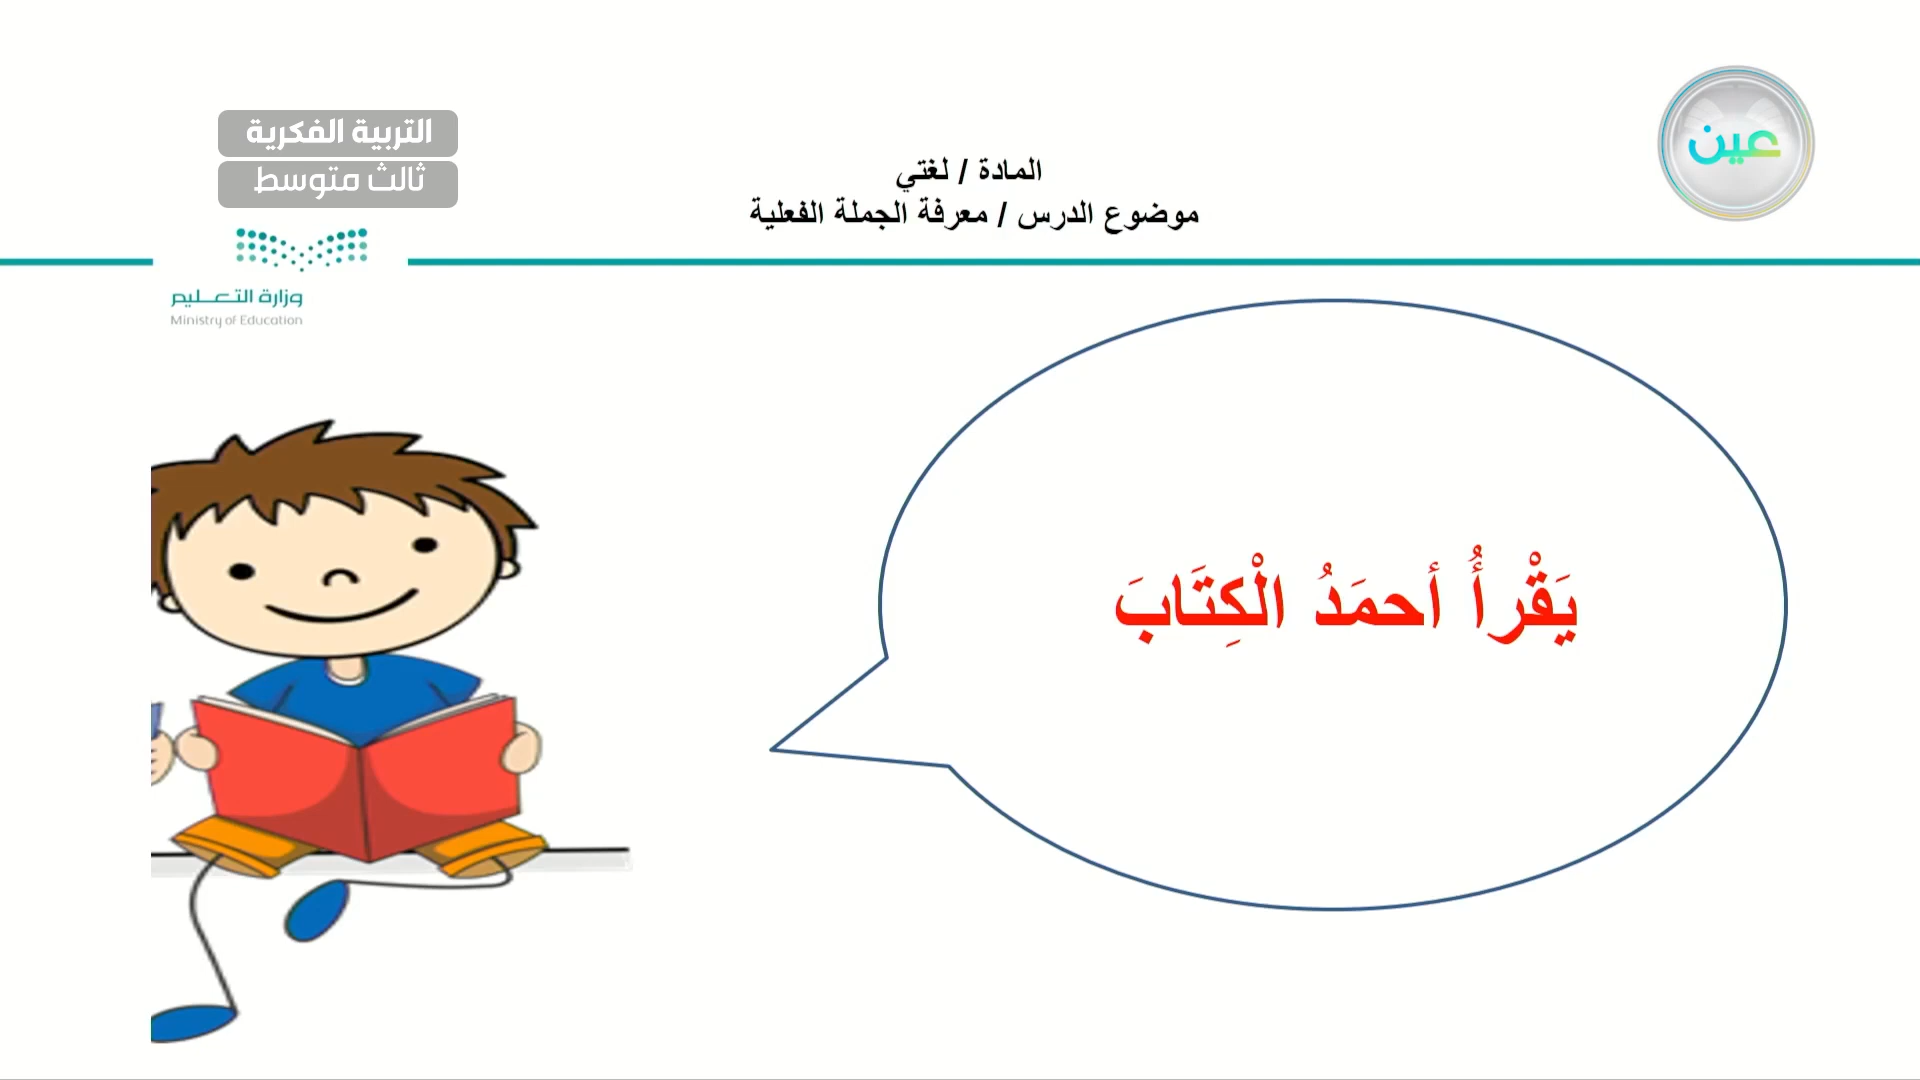 التربية الفكرية
ثالث متوسط
عين
المادة / لغتي
موضوع الدرس / معرفة الجملة الفعلية
وزارة التعـــليم
Ministry of Education
يَقْرأُ أحمَدُ الْكِتَابَ